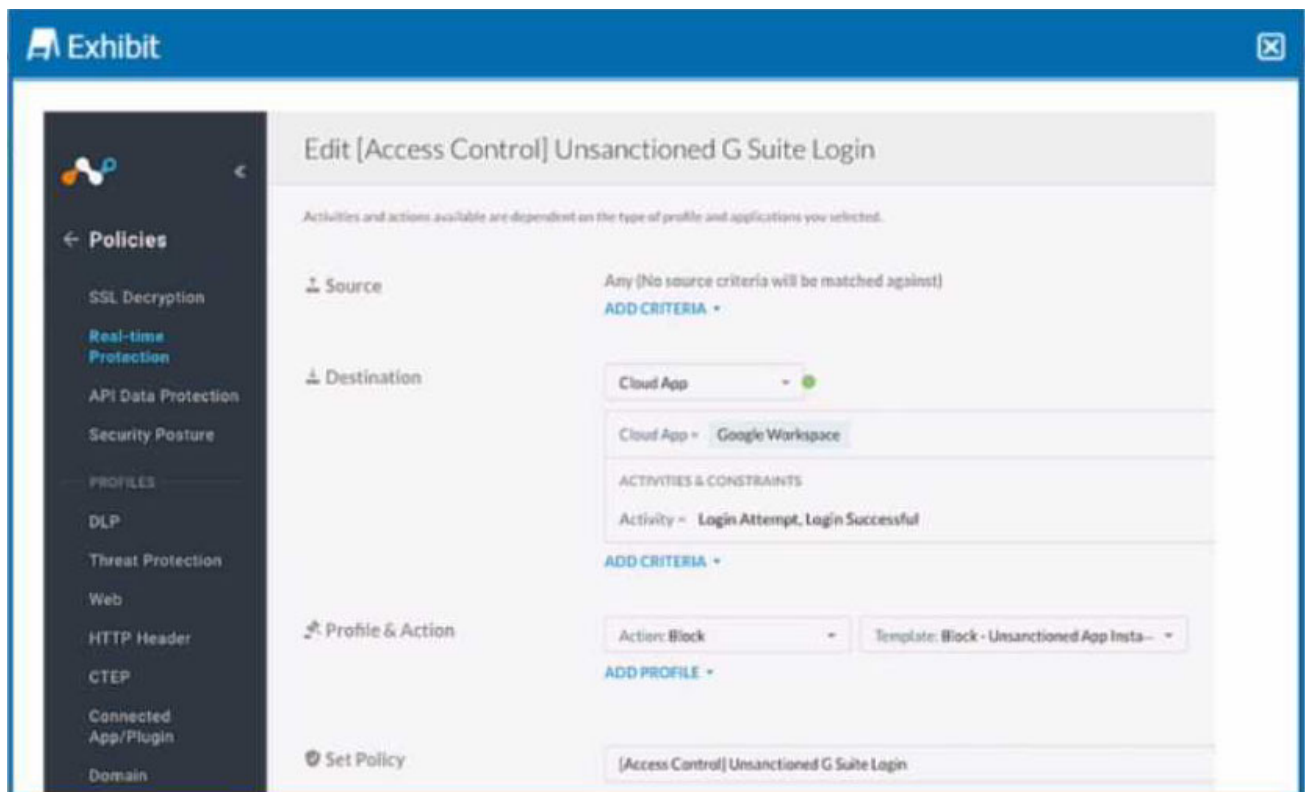 Exhibit
Edit [Access Control] Unsanctioned G Suite Login
Activities and actions available are dependent on the type of profile and applications you selected.
Policies
SSL Decryption
Real-time
Protection
API Data Protection
Security Posture
PROFILES
DLP
Threat Protection
Web
HTTP Header
CTEP
Connected
App/Plugin
Domain
Source
Any (No source criteria will be matched against)
ADD CRITERIA
Destination
Cloud App
Cloud App = Google Workspace
ACTIVITIES & CONSTRAINTS
Activity = Login Attempt, Login Successful
ADD CRITERIA
Profile & Action
Action: Block
Template: Block - Unsanctioned App Insta...
ADD PROFILE
Set Policy
[Access Control] Unsanctioned G Suite Login